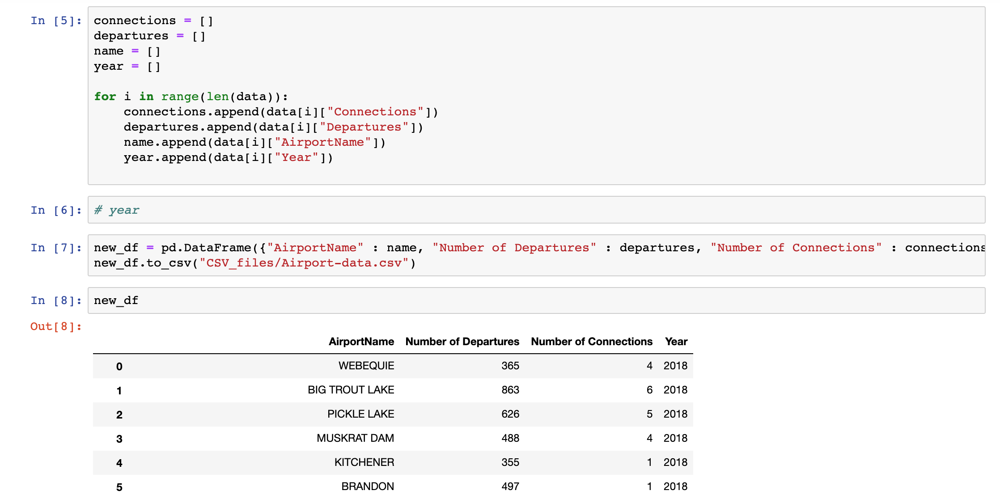 In [5]:
connections = []
departures = []
name = []
year = []
for i in range(len(data)):
    connections.append(data[i]["Connections"])
    departures.append(data[i]["Departures"])
    name.append(data[i]["AirportName"])
    year.append(data[i]["Year"])
In [6]:
# year
In [7]:
new_df = pd.DataFrame({"AirportName" : name, "Number of Departures" : departures, "Number of Connections" : connections
new_df.to_csv("CSV_files/Airport-data.csv")
In [8]:
new_df
Out[8]:
AirportName Number of Departures Number of Connections Year
0 WEBEQUIE 365 4 2018
1 BIG TROUT LAKE 863 6 2018
2 PICKLE LAKE 626 5 2018
3 MUSKRAT DAM 488 4 2018
4 KITCHENER 355 1 2018
5 BRANDON 497 1 2018